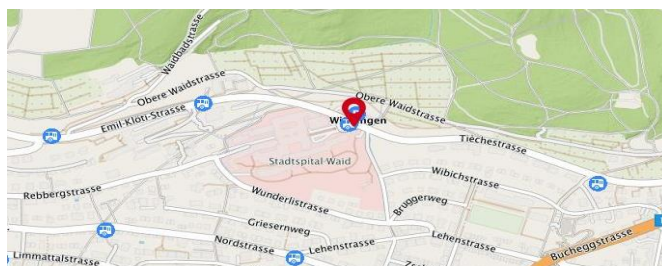 Waidbadstrasse
Obere Waidstrasse
Obere Waidstrasse
Emil-Klöti-Strasse
Tièchestrasse
Stadtspital Waid
Wibichstrasse
Rebbergstrasse
Wunderlistrasse
Bruggerweg
Griesernweg
Lehenstrasse
Nordstrasse
Lehenstrasse
Bucheggstrasse
Limmattalstrasse